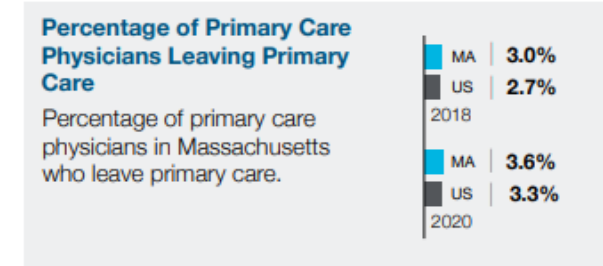 Percentage of Primary Care
Physicians Leaving Primary
Care
Percentage of primary care
physicians in Massachusetts
who leave primary care.
MA 3.0%
US 2.7%
2018
MA 3.6%
US 3.3%
2020